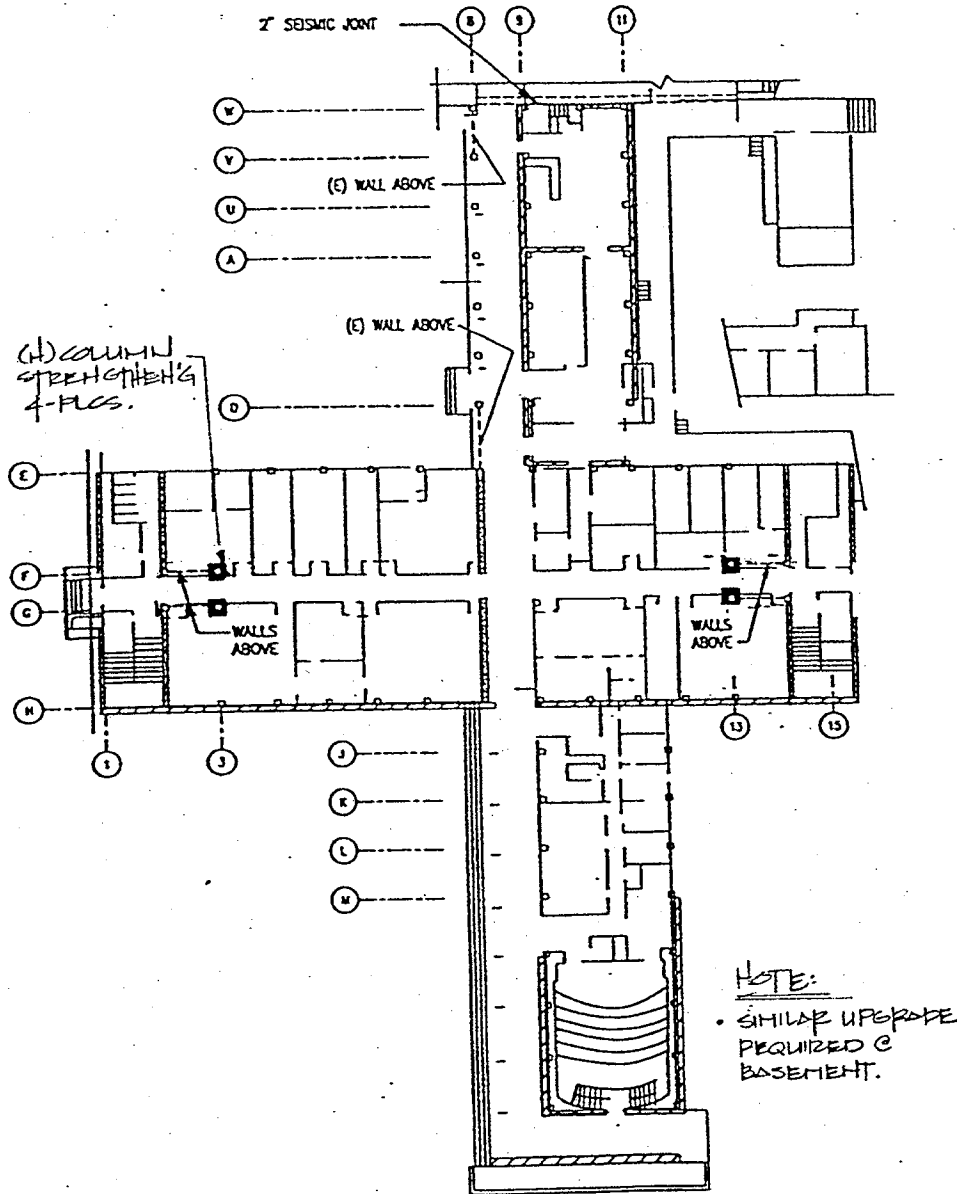 2" SEISMIC JOINT
8
9
11
W
V
(E) WALL ABOVE
U
A
(E) WALL ABOVE
(N) COLUMN
STRENGTHEN'G
4-PLCS.
D
E
F
G
WALLS
ABOVE
WALLS
ABOVE
H
1
3
13
15
J
K
L
M
NOTE:
• SIMILAR UPGRADE
REQUIRED @
BASEMENT.